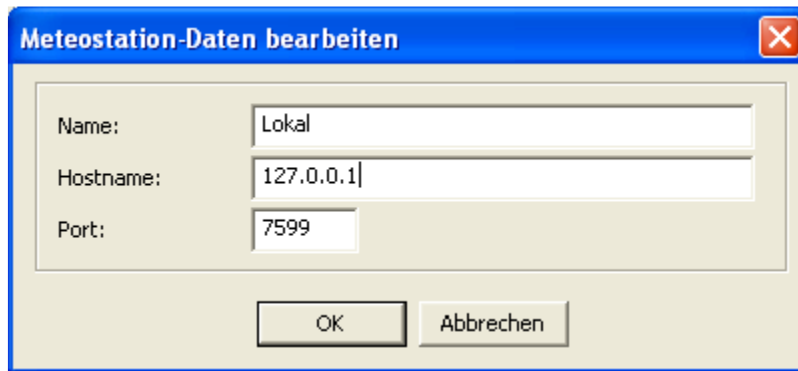 Meteostation-Daten bearbeiten
Name: Lokal
Hostname: 127.0.0.1
Port: 7599
OK Abbrechen